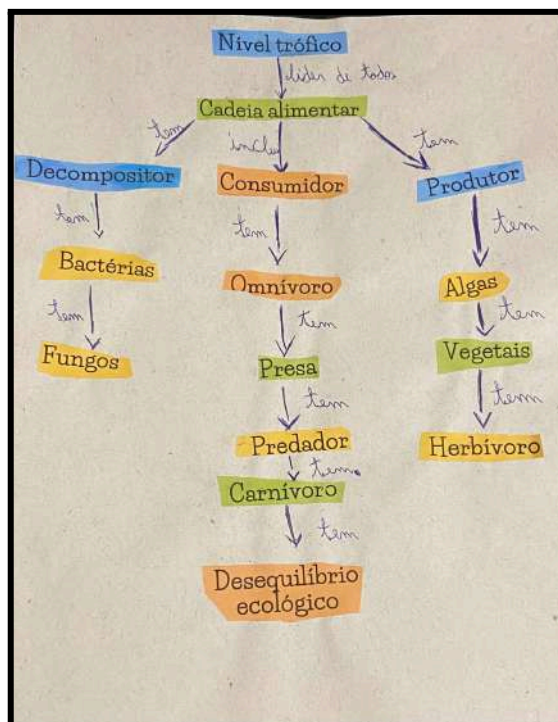 Nível trófico
líder de todos
Cadeia alimentar
tem
inclui
tem
Decompositor
Consumidor
Produtor
tem
tem
tem
Bactérias
Omnívoro
Algas
tem
tem
tem
Fungos
Presa
Vegetais
tem
tem
Predador
Herbívoro
tem
Carnívoro
tem
Desequilíbrio
ecológico